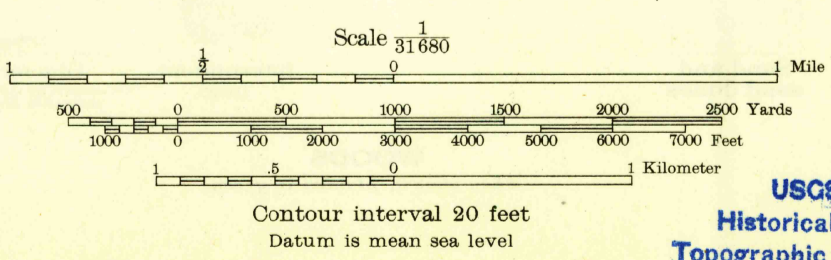 Scale 1/31680
1 1/2 0 1 Mile
500 0 500 1000 1500 2000 2500 Yards
1000 0 1000 2000 3000 4000 5000 6000 7000 Feet
1 .5 0 1 Kilometer
Contour interval 20 feet
Datum is mean sea level
USGS
Historical
Topographic